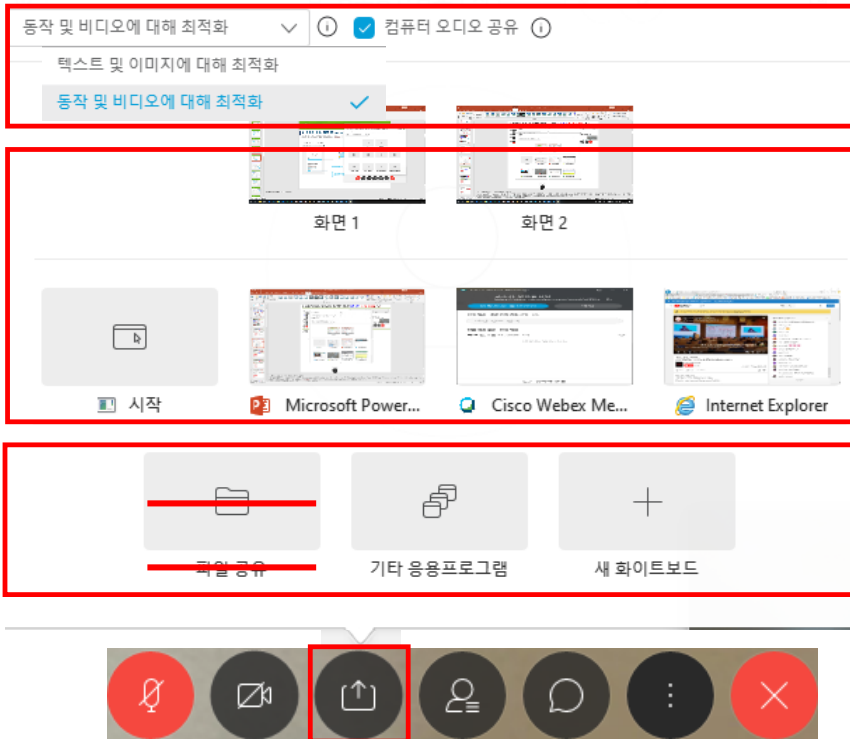 동작 및 비디오에 대해 최적화 컴퓨터 오디오 공유
텍스트 및 이미지에 대해 최적화
동작 및 비디오에 대해 최적화
화면 1 화면 2
시작 Microsoft Power... Cisco Webex Me... Internet Explorer
파일 공유 기타 응용프로그램 새 화이트보드